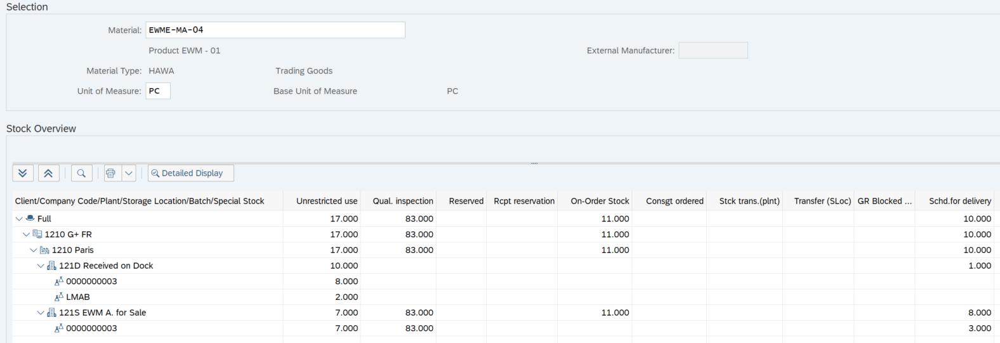 Selection
Material: EWME-MA-04
Product EWM - 01 External Manufacturer:
Material Type: HAWA Trading Goods
Unit of Measure: PC Base Unit of Measure PC
Stock Overview
Detailed Display
Client/Company Code/Plant/Storage Location/Batch/Special Stock Unrestricted use Qual. inspection Reserved Rcpt reservation On-Order Stock Consgt ordered Stck trans.(plnt) Transfer (SLoc) GR Blocked ... Schd.for delivery
Full 17.000 83.000 11.000 10.000
1210 G+ FR 17.000 83.000 11.000 10.000
1210 Paris 17.000 83.000 11.000 10.000
121D Received on Dock 10.000 1.000
0000000003 8.000
LMAB 2.000
121S EWM A. for Sale 7.000 83.000 11.000 8.000
0000000003 7.000 83.000 3.000